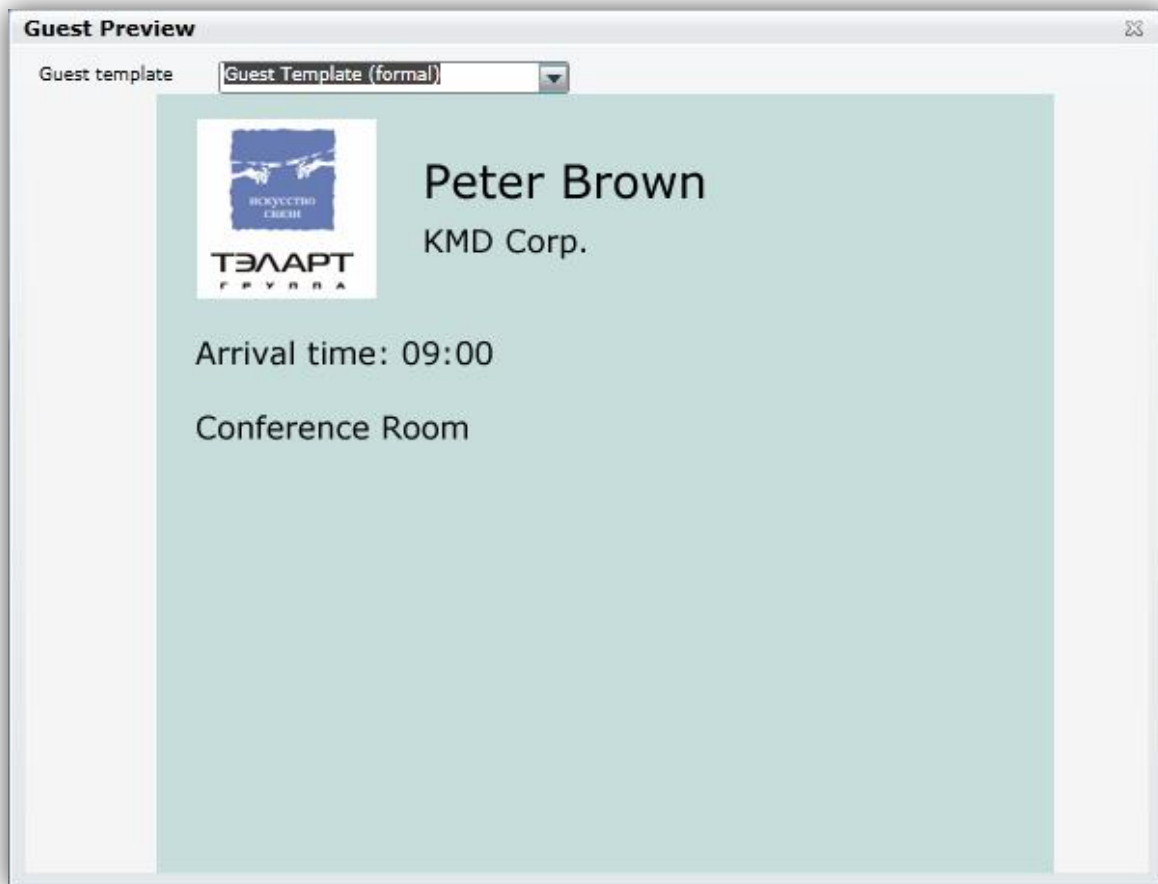 Guest Preview
Guest template
Guest Template (formal)
ИСКУССТВО
СВЯЗИ
ТЭЛАРТ
ГРУППА
Peter Brown
KMD Corp.
Arrival time: 09:00
Conference Room